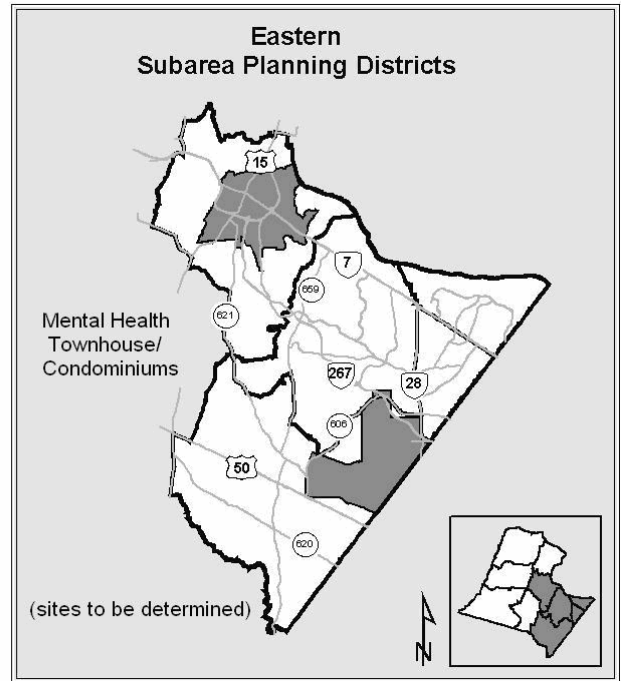 Eastern
Subarea Planning Districts
15
7
659
621
Mental Health
Townhouse/
Condominiums
267
28
606
50
620
(sites to be determined)
N